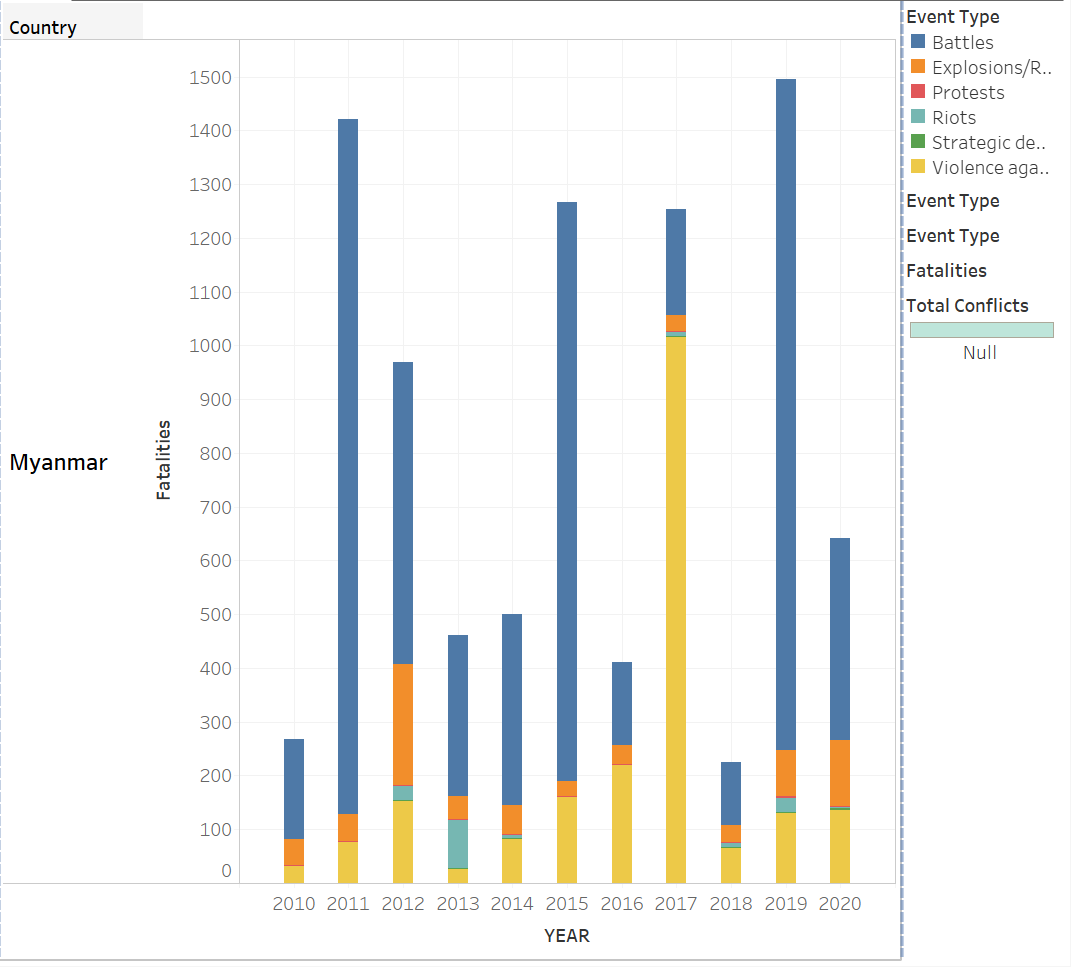 Country
Myanmar
Fatalities
1500
1400
1300
1200
1100
1000
900
800
700
600
500
400
300
200
100
0
2010 2011 2012 2013 2014 2015 2016 2017 2018 2019 2020
YEAR
Event Type
Battles
Explosions/R..
Protests
Riots
Strategic de..
Violence aga..
Event Type
Event Type
Fatalities
Total Conflicts
Null